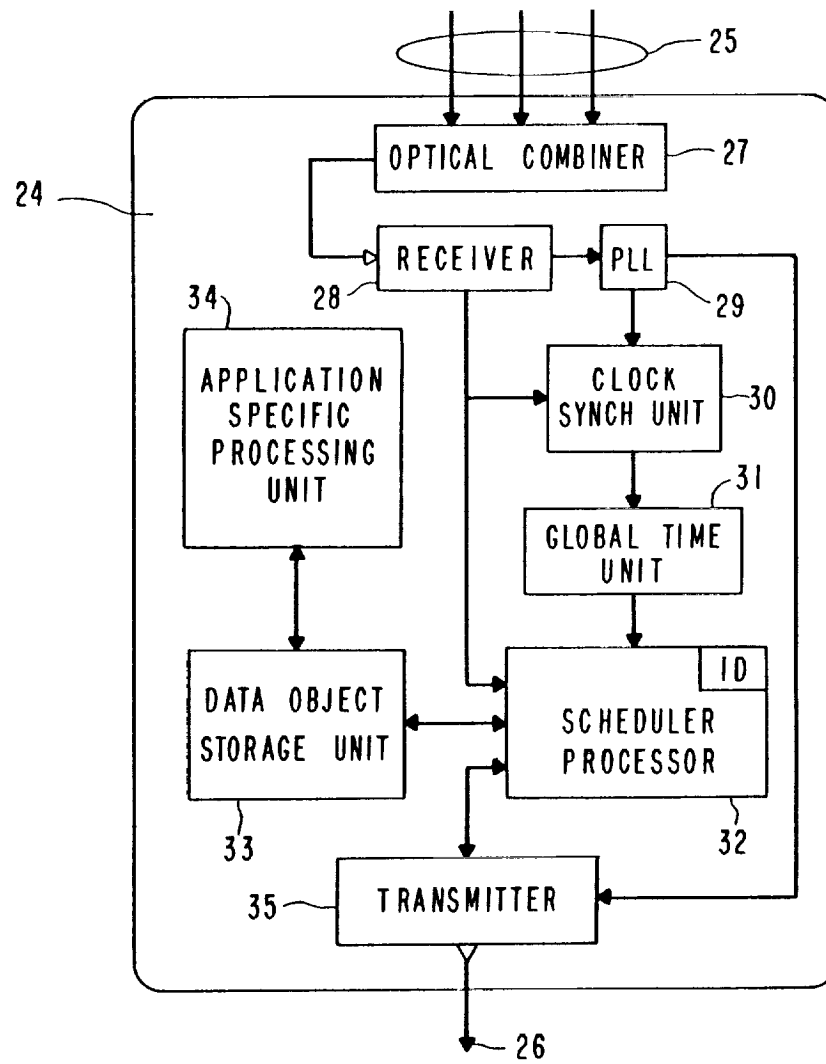 25
OPTICAL COMBINER
27
24
RECEIVER
PLL
28
29
34
APPLICATION
SPECIFIC
PROCESSING
UNIT
CLOCK
SYNCH UNIT
30
31
GLOBAL TIME
UNIT
ID
DATA OBJECT
STORAGE UNIT
SCHEDULER
PROCESSOR
33
32
35
TRANSMITTER
26